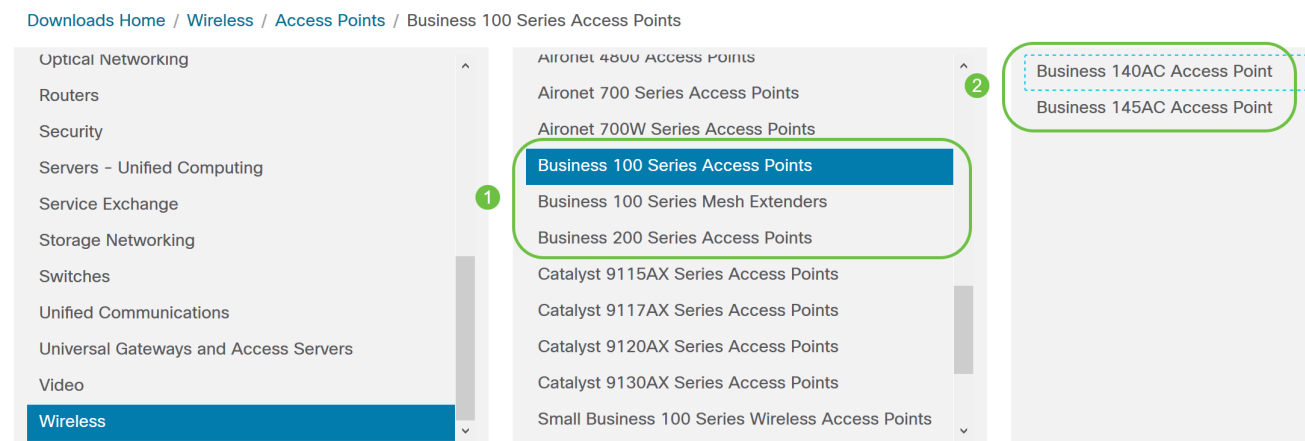 Downloads Home / Wireless / Access Points / Business 100 Series Access Points
Optical Networking
Routers
Security
Servers - Unified Computing
Service Exchange
Storage Networking
Switches
Unified Communications
Universal Gateways and Access Servers
Video
Wireless
1
Aironet 4800 Access Points
Aironet 700 Series Access Points
Aironet 700W Series Access Points
Business 100 Series Access Points
Business 100 Series Mesh Extenders
Business 200 Series Access Points
Catalyst 9115AX Series Access Points
Catalyst 9117AX Series Access Points
Catalyst 9120AX Series Access Points
Catalyst 9130AX Series Access Points
Small Business 100 Series Wireless Access Points
2
Business 140AC Access Point
Business 145AC Access Point